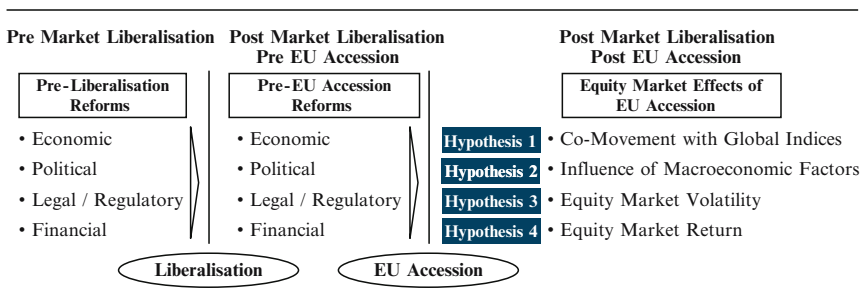 Pre Market Liberalisation
Pre-Liberalisation
Reforms
• Economic
• Political
• Legal / Regulatory
• Financial
Liberalisation
Post Market Liberalisation
Pre EU Accession
Pre-EU Accession
Reforms
• Economic
• Political
• Legal / Regulatory
• Financial
EU Accession
Post Market Liberalisation
Post EU Accession
Equity Market Effects of
EU Accession
Hypothesis 1 • Co-Movement with Global Indices
Hypothesis 2 • Influence of Macroeconomic Factors
Hypothesis 3 • Equity Market Volatility
Hypothesis 4 • Equity Market Return